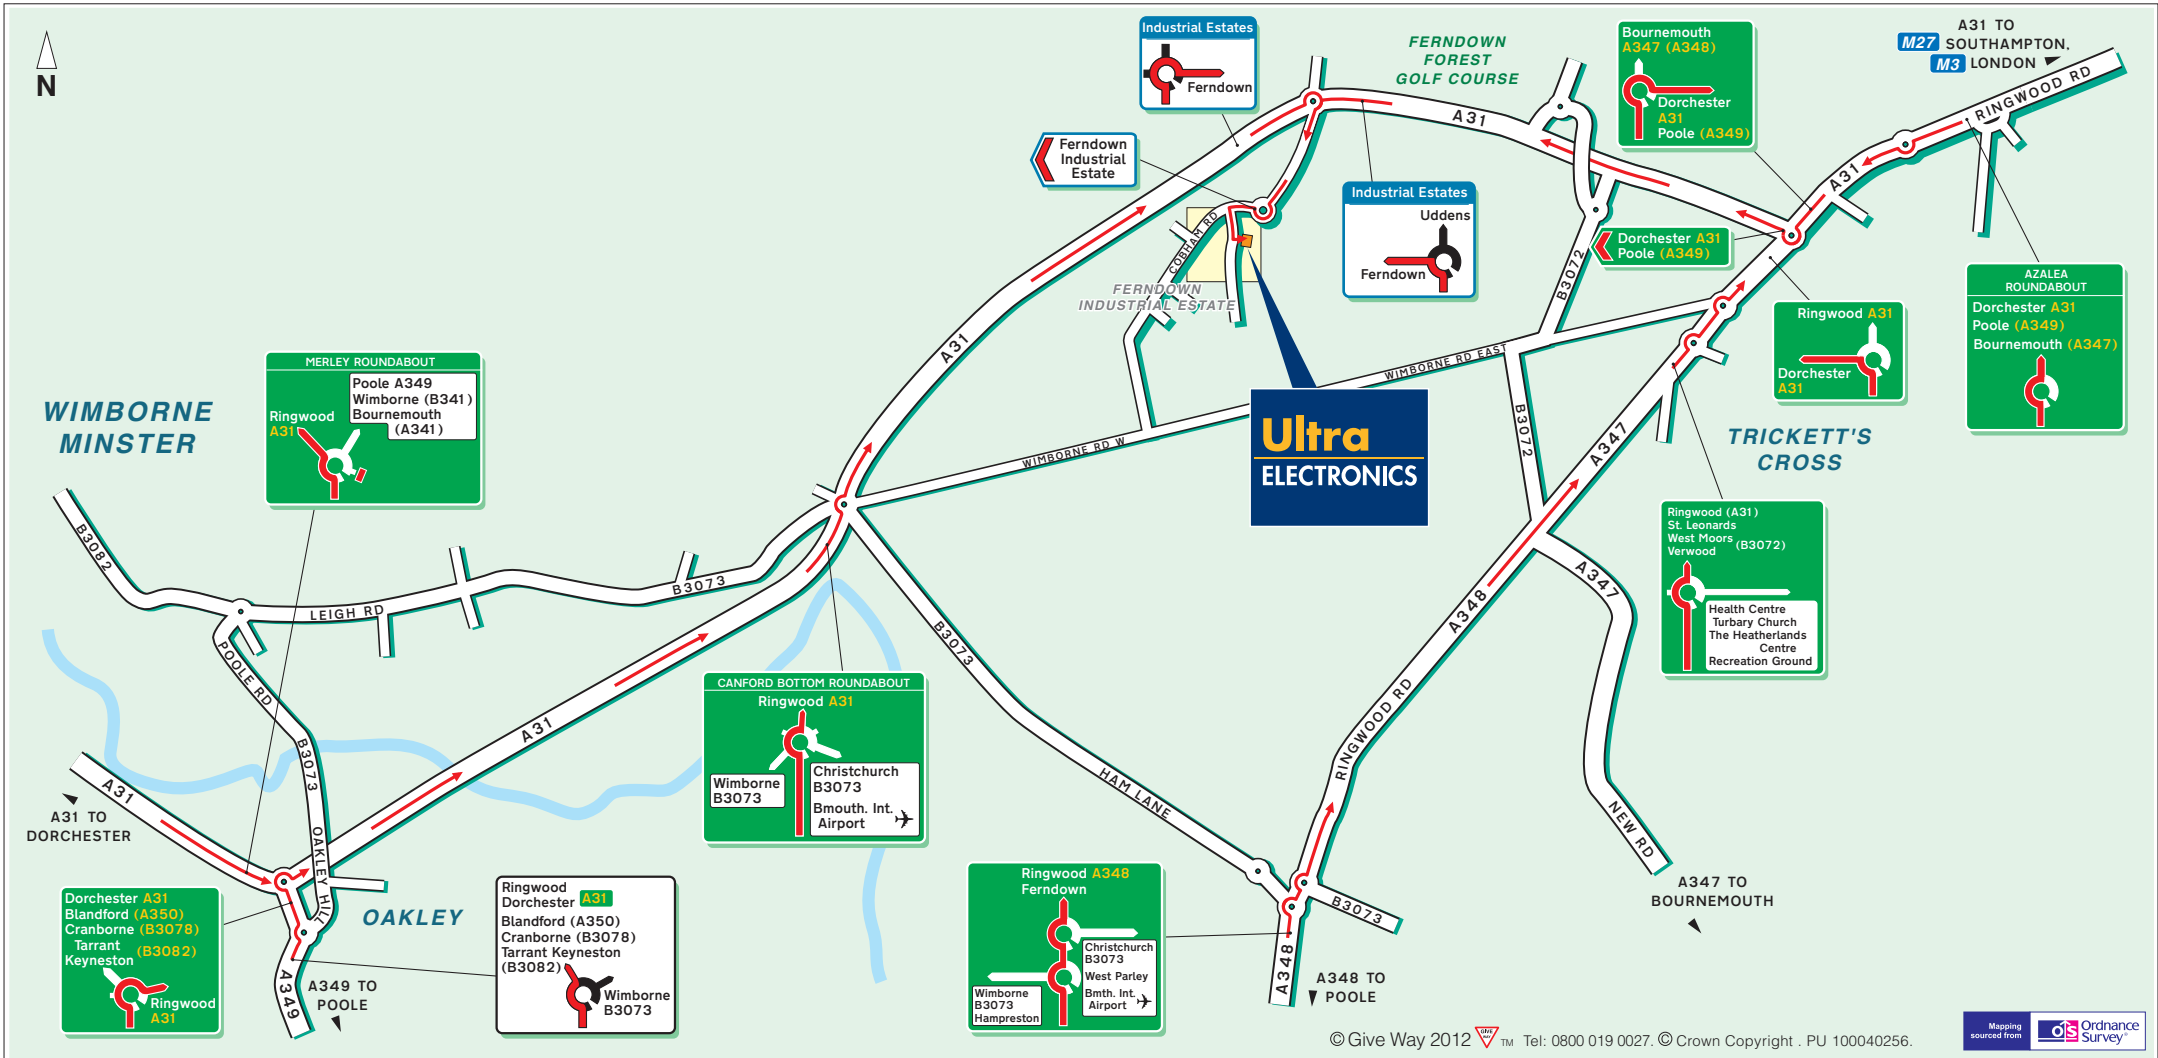 N
Industrial Estates
Ferndown
FERNDOWN
FOREST
GOLF COURSE
Bournemouth
A347 (A348)
Dorchester
A31
Poole (A349)
A31 TO
M27 SOUTHAMPTON,
M3 LONDON
RINGWOOD RD
A31
A31
Ferndown
Industrial
Estate
Industrial Estates
Uddens
Ferndown
COBHAM RD
FERNDOWN
INDUSTRIAL ESTATE
B3072
Dorchester A31
Poole (A349)
AZALEA
ROUNDABOUT
Dorchester A31
Poole (A349)
Bournemouth (A347)
Ringwood A31
Dorchester
A31
A31
MERLEY ROUNDABOUT
Poole A349
Wimborne (B341)
Bournemouth
(A341)
Ringwood
A31
WIMBORNE
MINSTER
WIMBORNE RD EAST
WIMBORNE RD W
Ultra
ELECTRONICS
B3072
A347
TRICKETT'S
CROSS
Ringwood (A31)
St. Leonards
West Moors
Verwood
(B3072)
Health Centre
Turbary Church
The Heatherlands
Centre
Recreation Ground
B3082
LEIGH RD
B3073
POOLE RD
B3073
A347
A348
B3073
CANFORD BOTTOM ROUNDABOUT
Ringwood A31
Wimborne
B3073
Christchurch
B3073
Bmouth. Int.
Airport
A31
RINGWOOD RD
HAM LANE
NEW RD
A31
A31 TO
DORCHESTER
OAKLEY HILL
OAKLEY
Dorchester A31
Blandford (A350)
Cranborne (B3078)
Tarrant
Keyneston
(B3082)
Ringwood
A31
Ringwood
Dorchester A31
Blandford (A350)
Cranborne (B3078)
Tarrant Keyneston
(B3082)
Wimborne
B3073
A349
A349 TO
POOLE
Ringwood A348
Ferndown
Christchurch
B3073
West Parley
Bmth. Int.
Airport
Wimborne
B3073
Hampreston
B3073
A348
A348 TO
POOLE
A347 TO
BOURNEMOUTH
© Give Way 2012 GIVE WAY TM Tel: 0800 019 0027. © Crown Copyright . PU 100040256.
Mapping
sourced from
OS Ordnance
Survey®